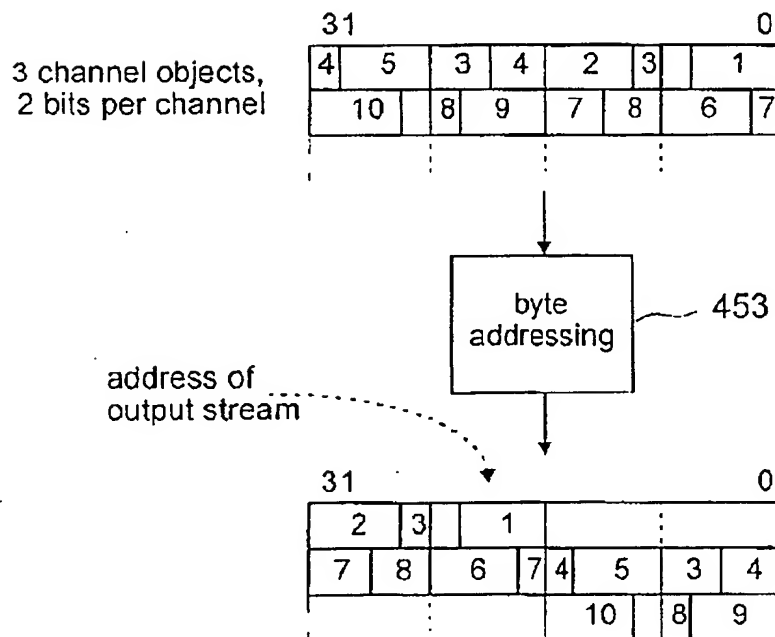 31 0
3 channel objects,
2 bits per channel
4 5 3 4 2 3 1
10 8 9 7 8 6 7
byte
addressing
453
address of
output stream
31 0
2 3 1
7 8 6 7 4 5 3 4
10 8 9